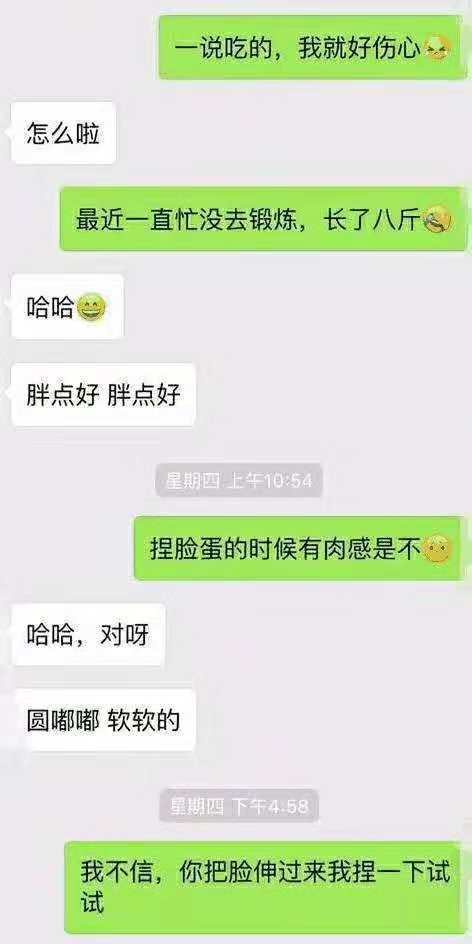 一说吃的，我就好伤心
怎么啦
最近一直忙没去锻炼，长了八斤
哈哈
胖点好 胖点好
星期四 上午10:54
捏脸蛋的时候有肉感是不
哈哈，对呀
圆嘟嘟 软软的
星期四 下午4:58
我不信，你把脸伸过来我捏一下试
试